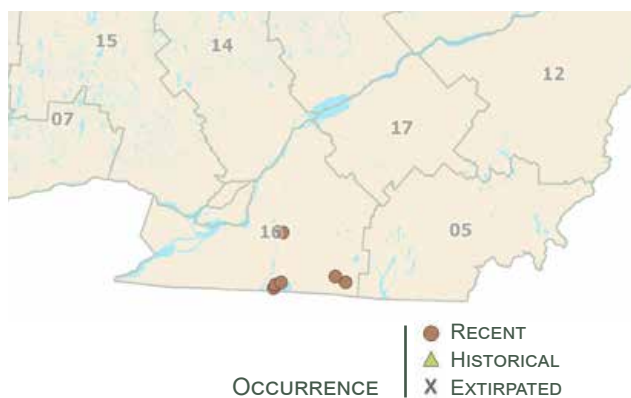 15
14
12
07
17
16
05
RECENT
HISTORICAL
OCCURRENCE
X EXTIRPATED